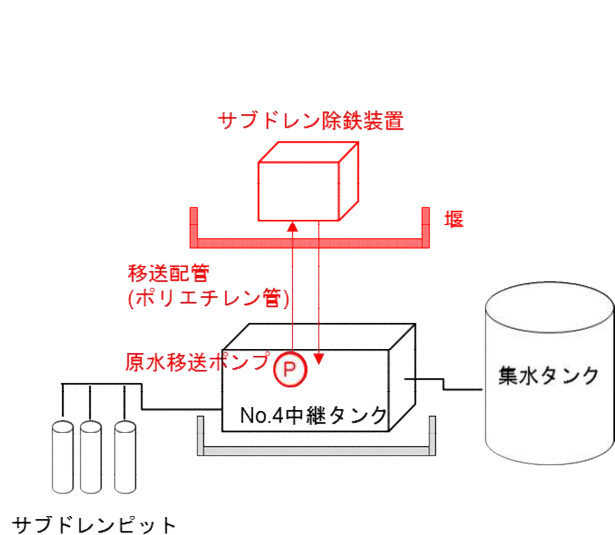 サブドレン除鉄装置
堰
移送配管
(ポリエチレン管)
原水移送ポンプ
P
集水タンク
No.4中継タンク
サブドレンピット